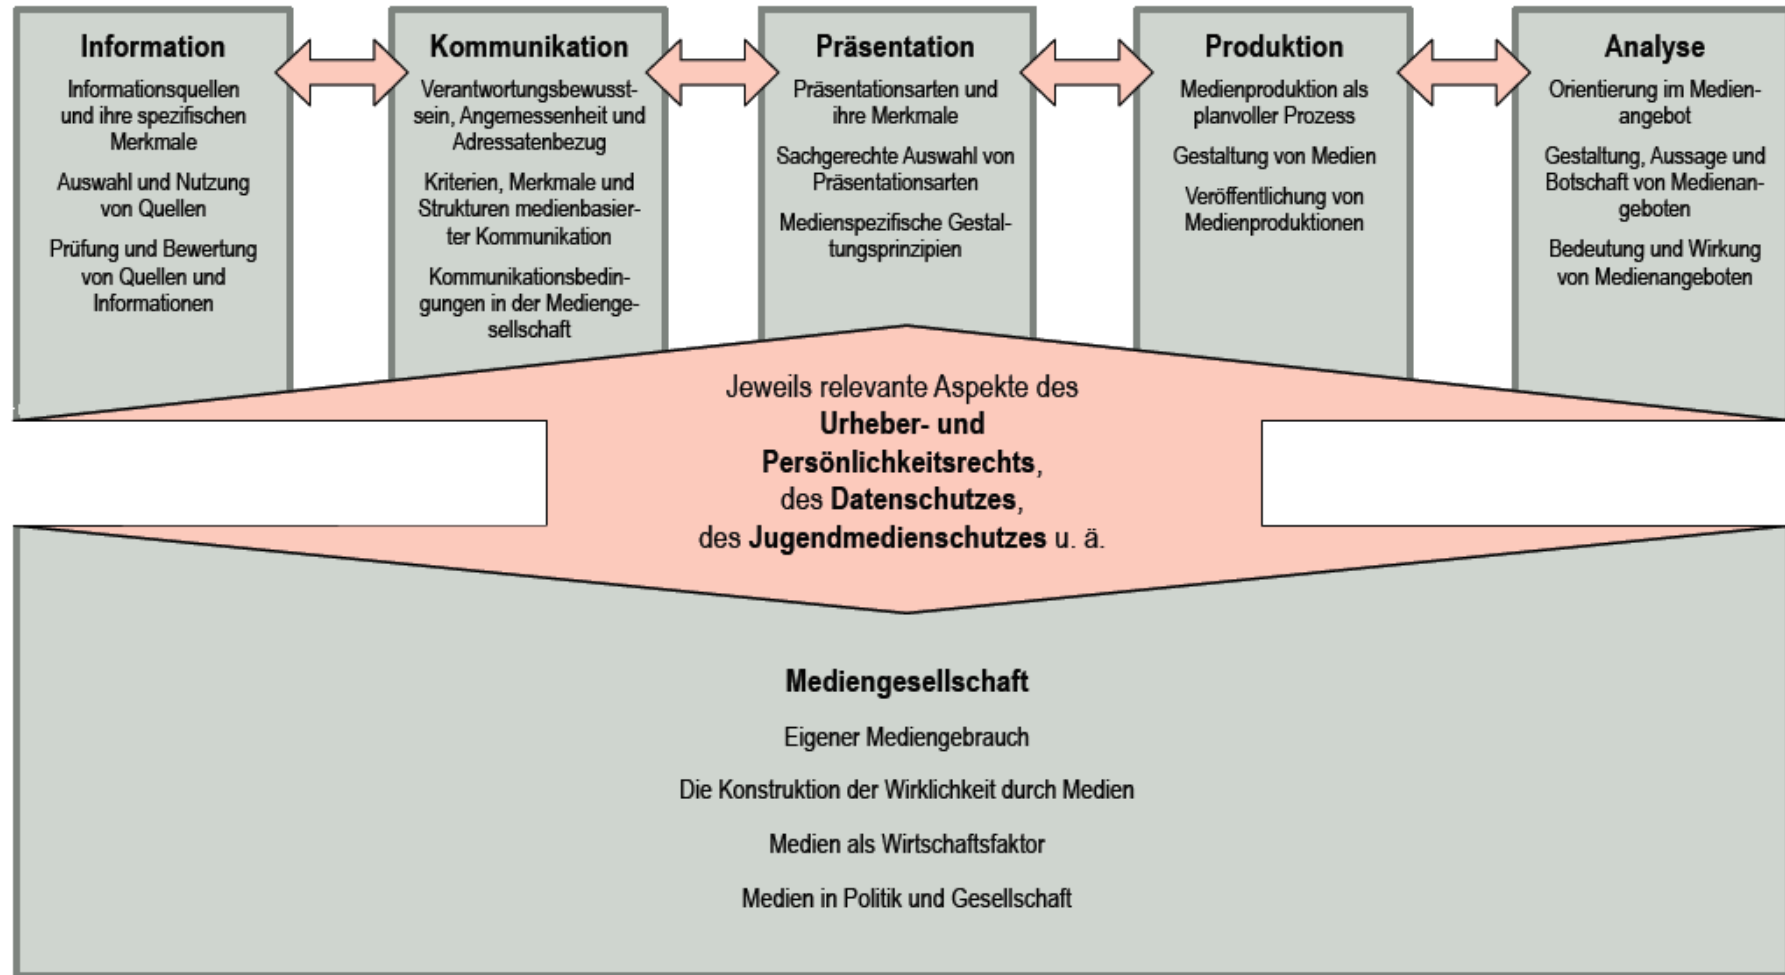 Information
Informationsquellen
und ihre spezifischen
Merkmale
Auswahl und Nutzung
von Quellen
Prüfung und Bewertung
von Quellen und
Informationen
Kommunikation
Verantwortungsbewusst-
sein, Angemessenheit und
Adressatenbezug
Kriterien, Merkmale und
Strukturen medienbasier-
ter Kommunikation
Kommunikationsbedin-
gungen in der Medienge-
sellschaft
Präsentation
Präsentationsarten und
ihre Merkmale
Sachgerechte Auswahl von
Präsentationsarten
Medienspezifische Gestal-
tungsprinzipien
Produktion
Medienproduktion als
planvoller Prozess
Gestaltung von Medien
Veröffentlichung von
Medienproduktionen
Analyse
Orientierung im Medien-
angebot
Gestaltung, Aussage und
Botschaft von Medienan-
geboten
Bedeutung und Wirkung
von Medienangeboten
Jeweils relevante Aspekte des
Urheber- und
Persönlichkeitsrechts,
des Datenschutzes,
des Jugendmedienschutzes u. ä.
Mediengesellschaft
Eigener Mediengebrauch
Die Konstruktion der Wirklichkeit durch Medien
Medien als Wirtschaftsfaktor
Medien in Politik und Gesellschaft